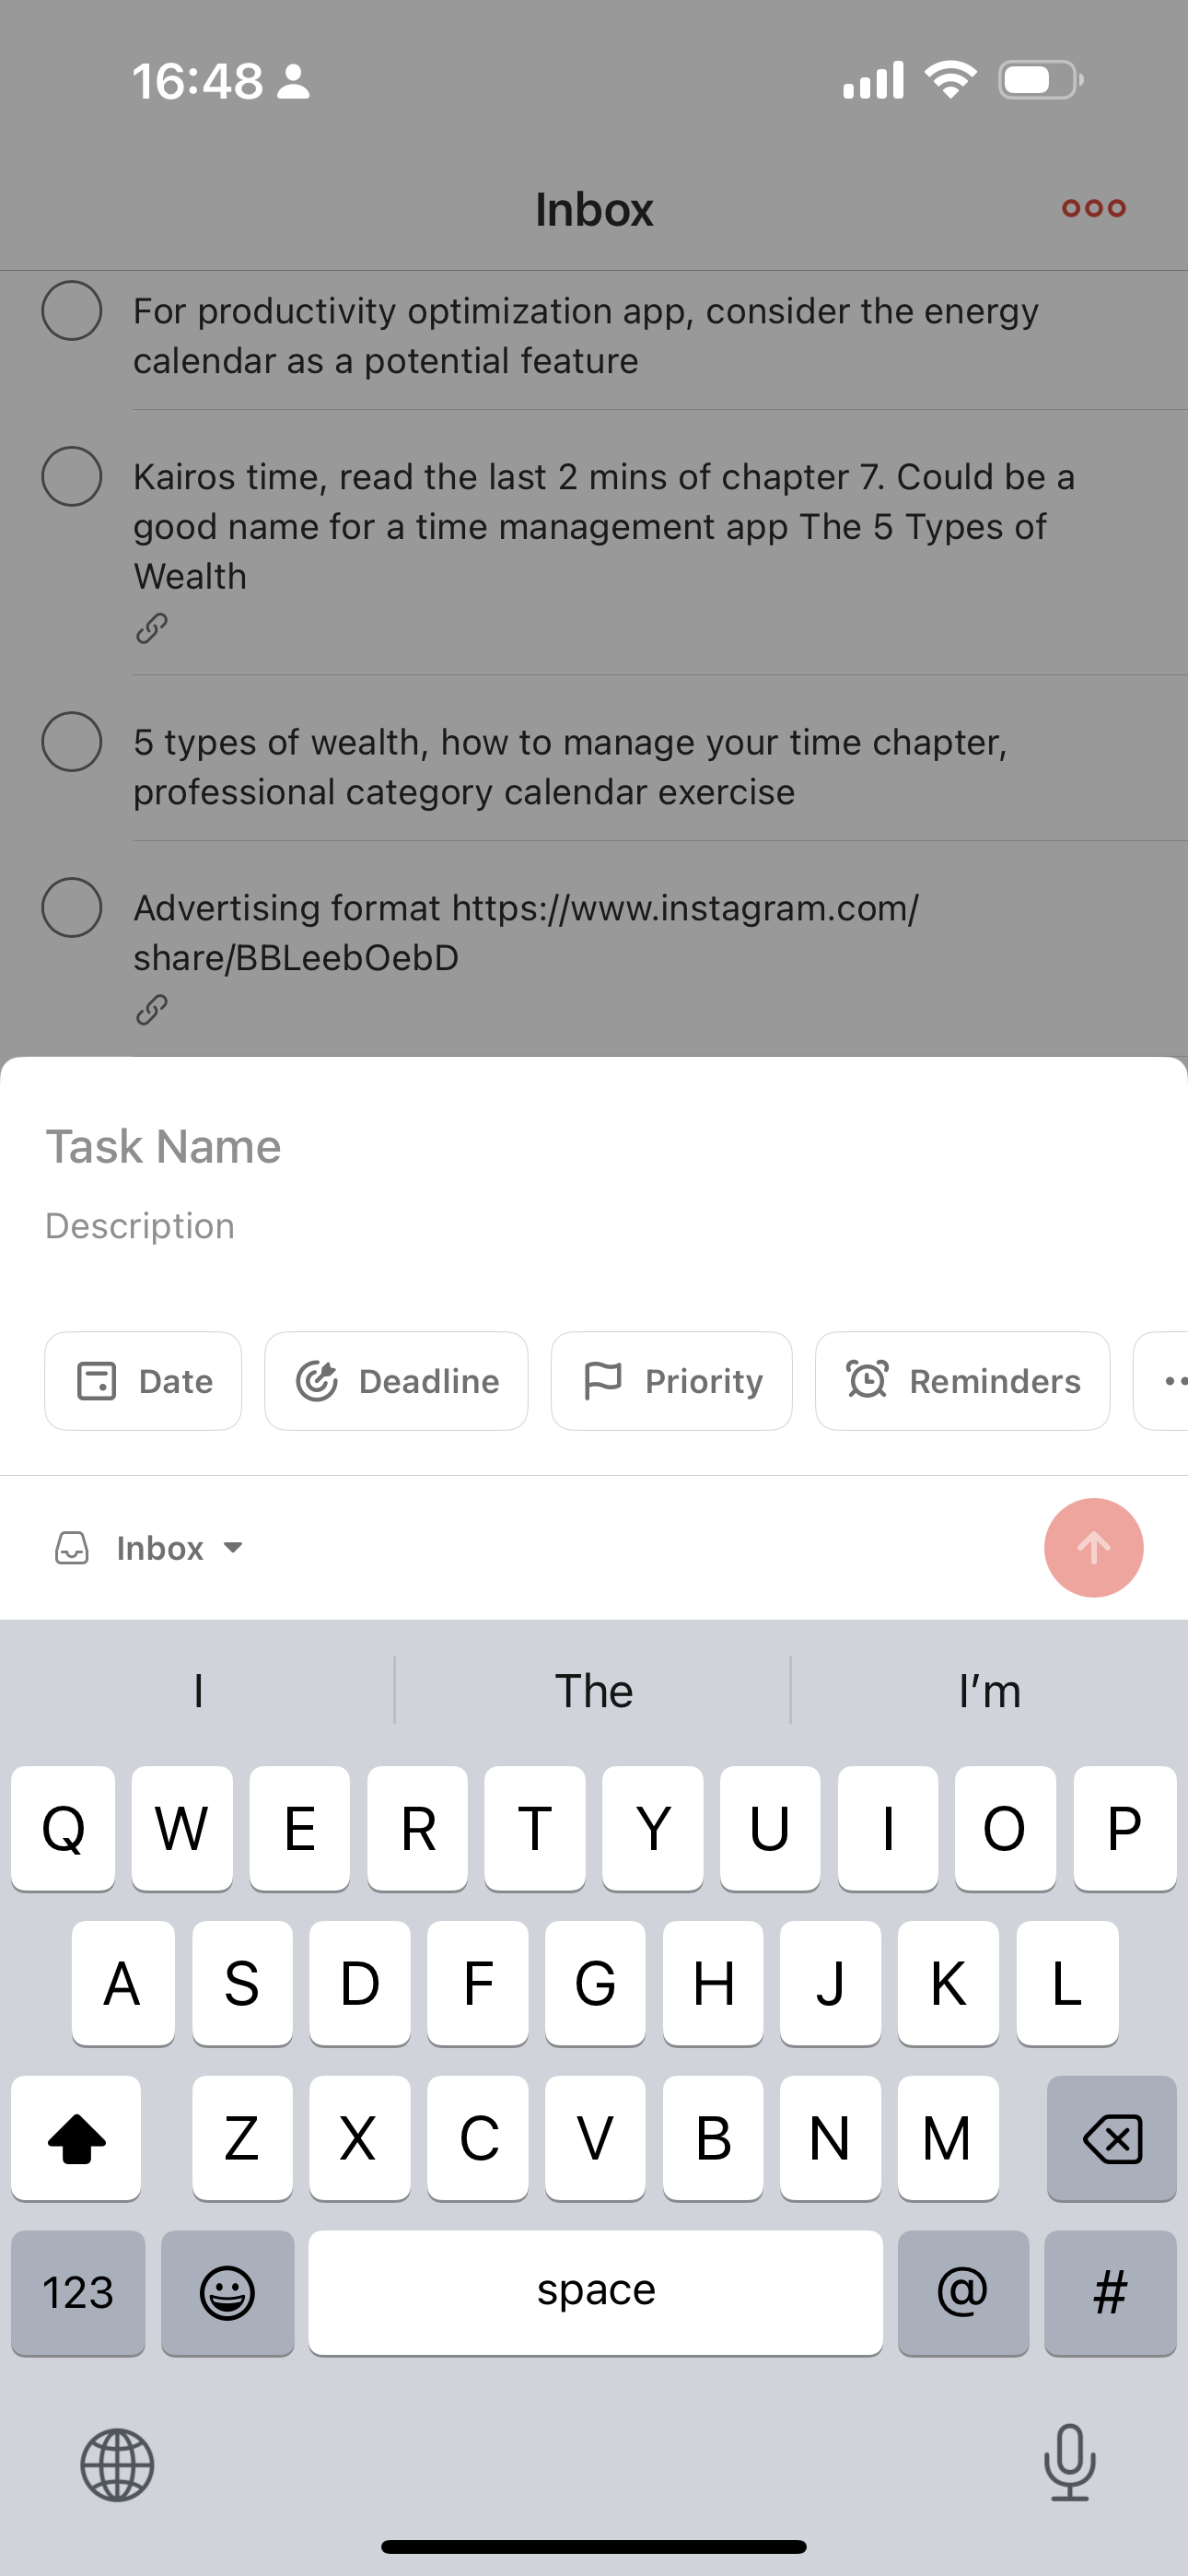 16:48
Inbox
For productivity optimization app, consider the energy
calendar as a potential feature
Kairos time, read the last 2 mins of chapter 7. Could be a
good name for a time management app The 5 Types of
Wealth
5 types of wealth, how to manage your time chapter,
professional category calendar exercise
Advertising format https://www.instagram.com/
share/BBLeebOebD
Task Name
Description
Date Deadline Priority Reminders
Inbox
I The I’m
Q W E R T Y U I O P
A S D F G H J K L
Z X C V B N M
123 space @ #